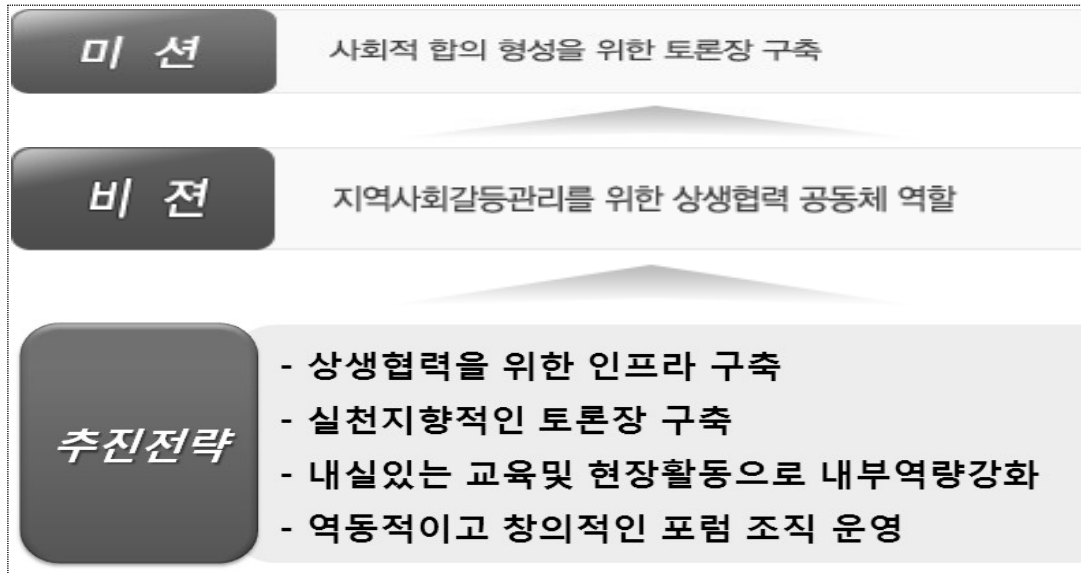 미 션
사회적 합의 형성을 위한 토론장 구축
비 젼
지역사회갈등관리를 위한 상생협력 공동체 역할
추진전략
- 상생협력을 위한 인프라 구축
- 실천지향적인 토론장 구축
- 내실있는 교육및 현장활동으로 내부역량강화
- 역동적이고 창의적인 포럼 조직 운영